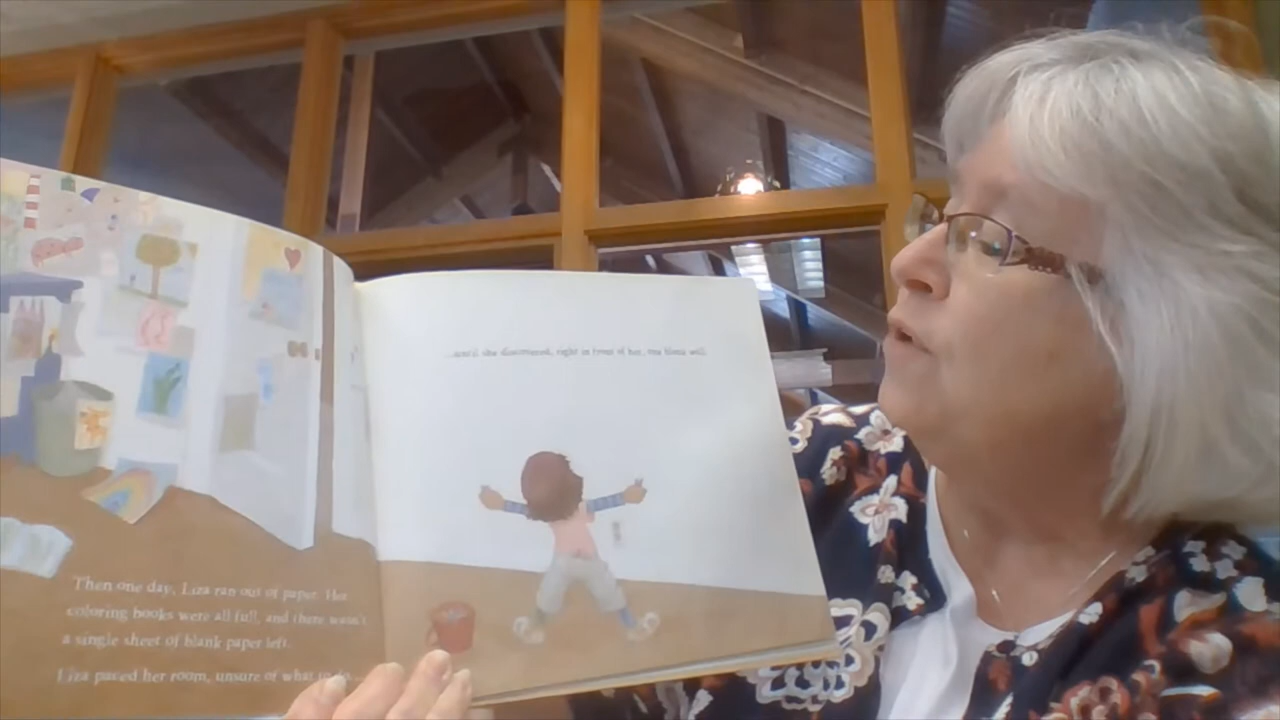 Then one day, Liza ran out of paper. Her
coloring books were all full, and there wasn't
a single sheet of blank paper left.
Liza paced her room, unsure of what to do...
...until she discovered, right in front of her, one blank wall.